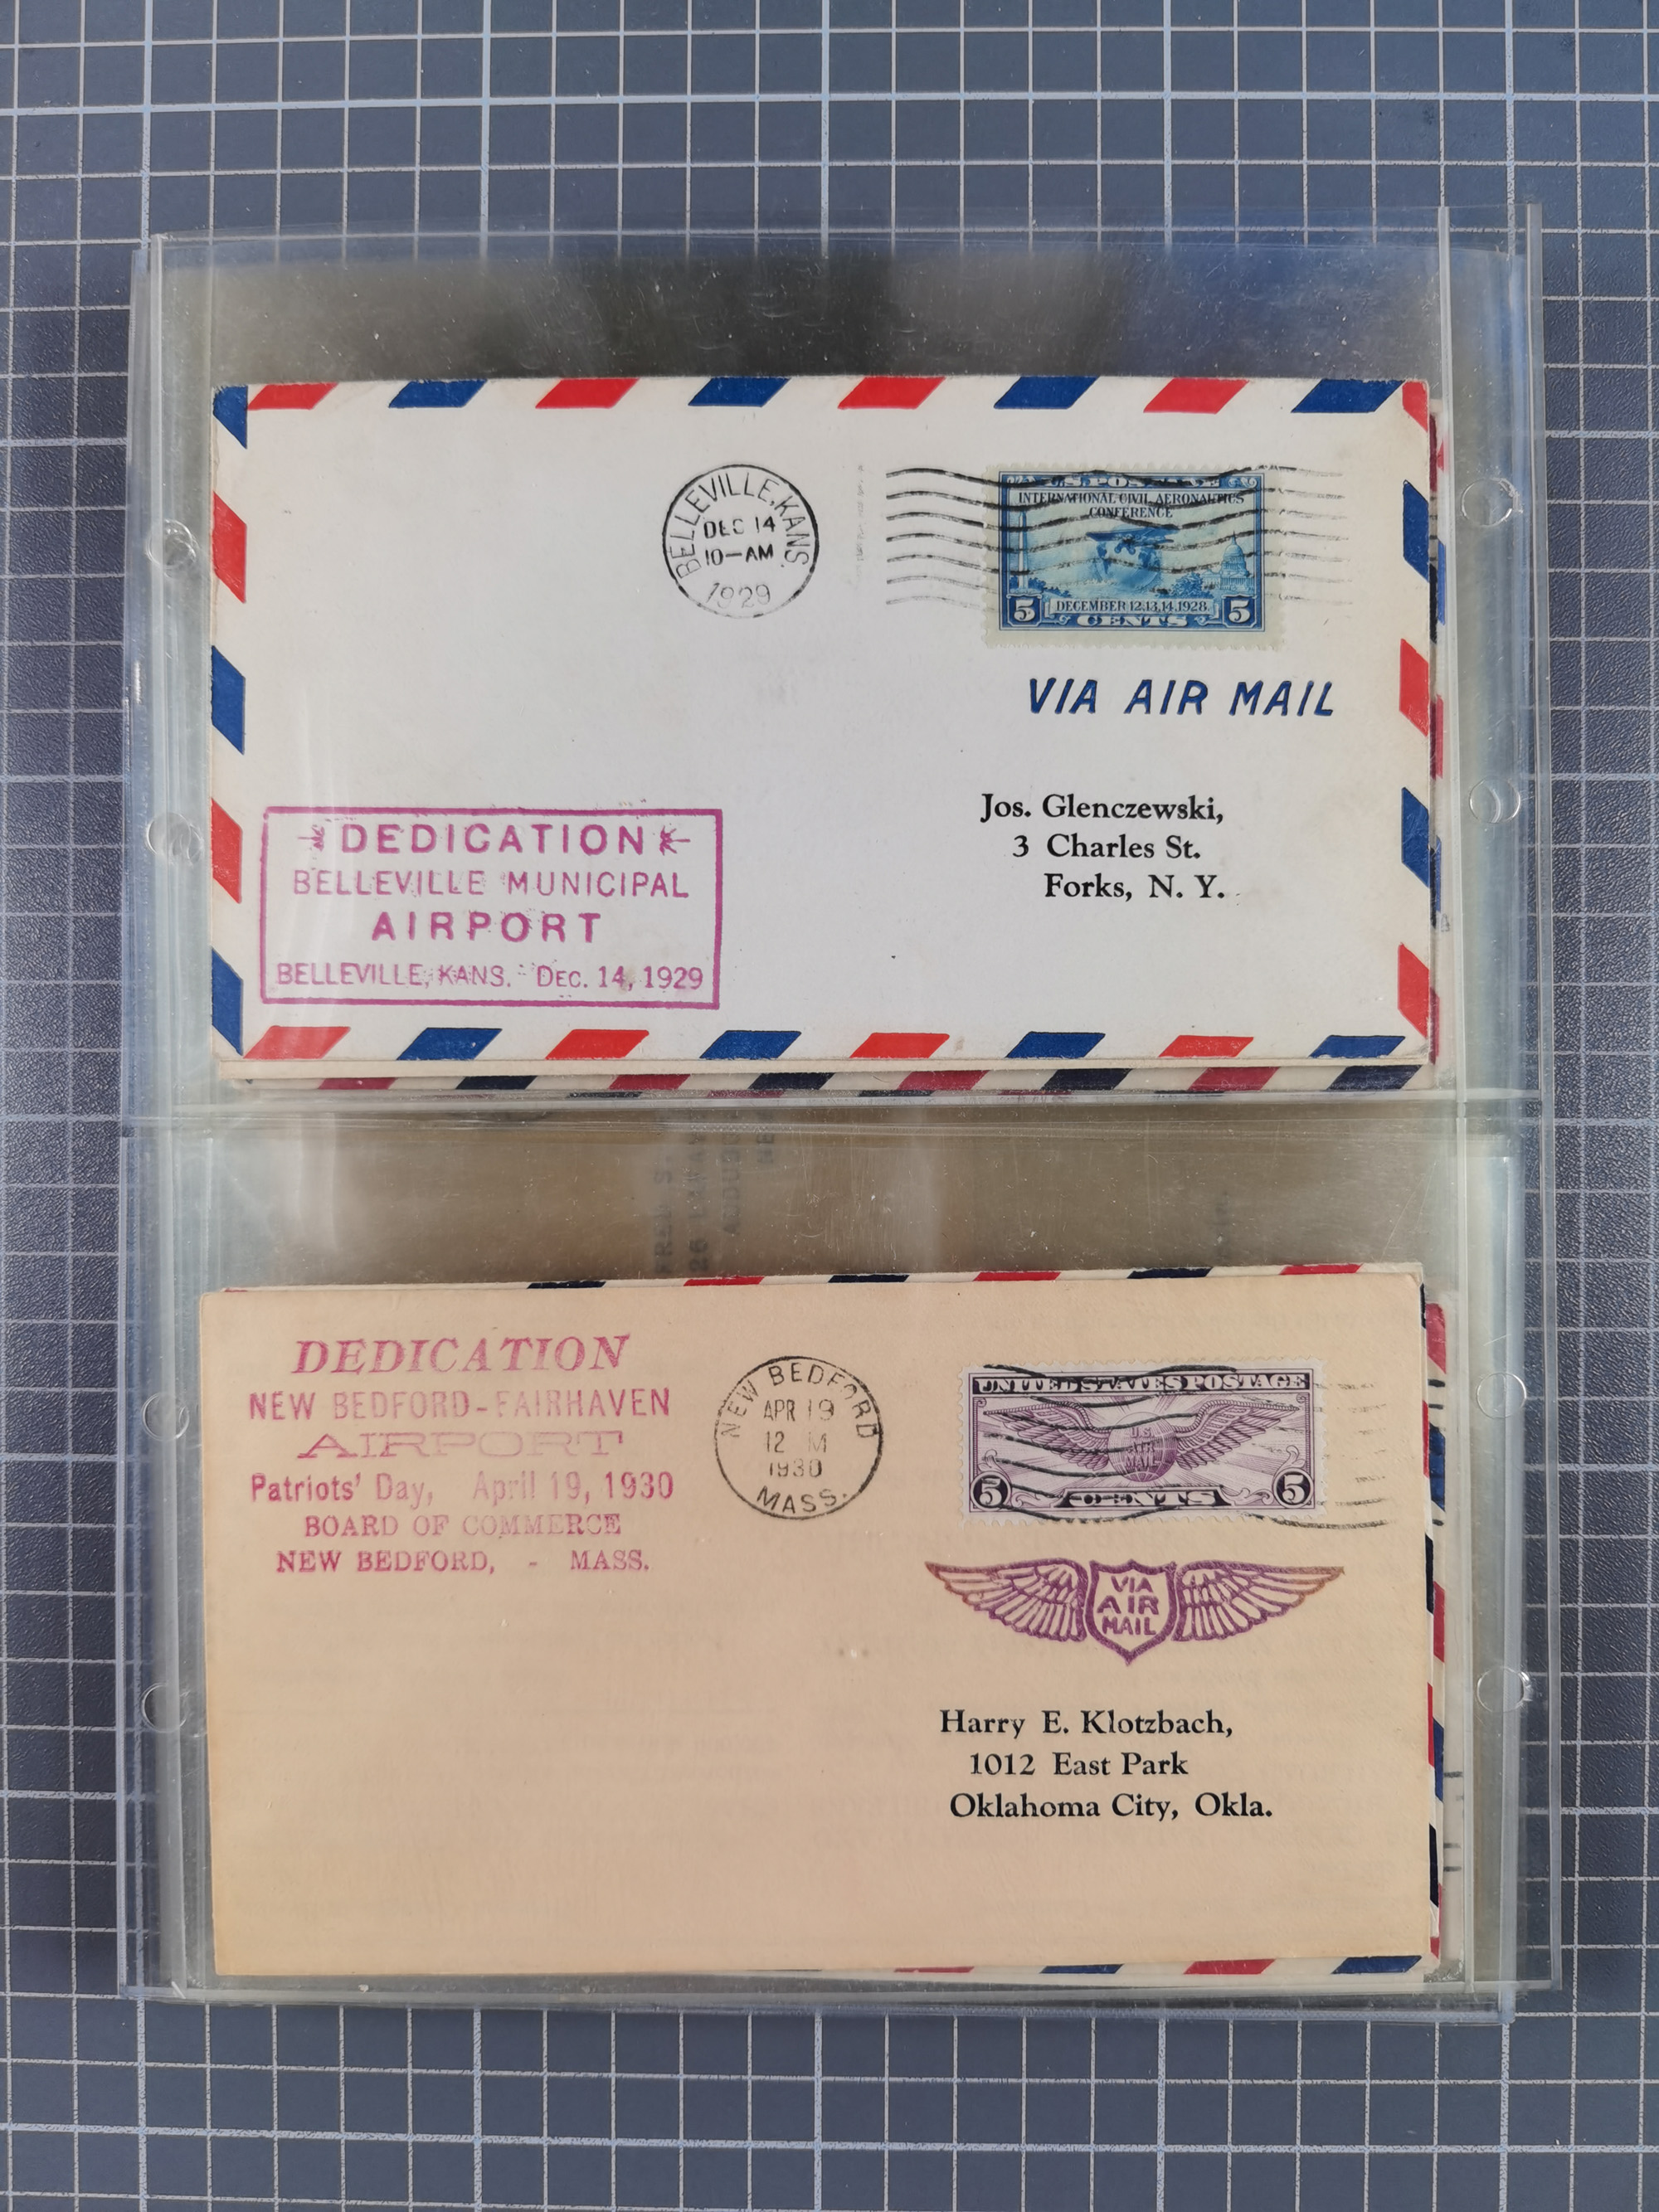 BELLEVILLE, KANS.
DEC 14
10-AM
1929
U.S. POSTAGE
INTERNATIONAL CIVIL AERONAUTICS
CONFERENCE
5 DECEMBER 12,13,14,1928. 5
CENTS
VIA AIR MAIL
Jos. Glenczewski,
3 Charles St.
Forks, N. Y.
DEDICATION
BELLEVILLE MUNICIPAL
AIRPORT
BELLEVILLE, KANS. DEC. 14, 1929
DEDICATION
NEW BEDFORD-FAIRHAVEN
AIRPORT
Patriots' Day, April 19, 1930
BOARD OF COMMERCE
NEW BEDFORD, - MASS.
NEW BEDFORD
APR 19
12 M
1930
MASS.
UNITED STATES POSTAGE
U.S.
AIR
MAIL
5 CENTS 5
VIA
AIR
MAIL
Harry E. Klotzbach,
1012 East Park
Oklahoma City, Okla.